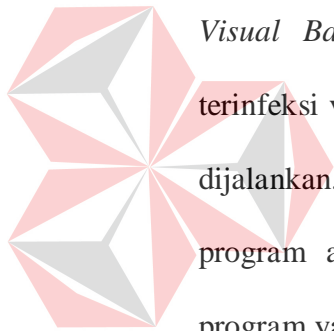 Visual Ba
terinfeksi v
dijalankan.
program a
program ya